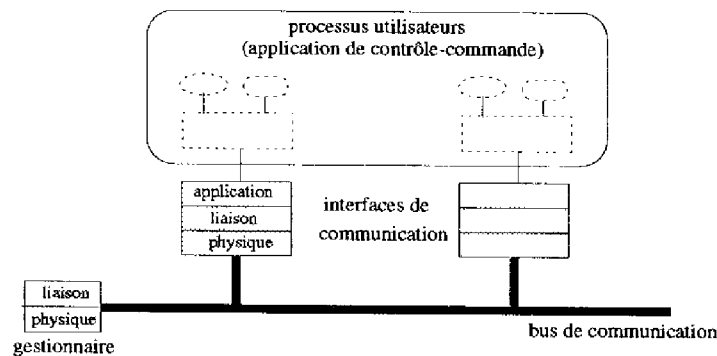 processus utilisateurs
(application de contrôle-commande)
application
liaison
physique
interfaces de
communication
liaison
physique
gestionnaire
bus de communication